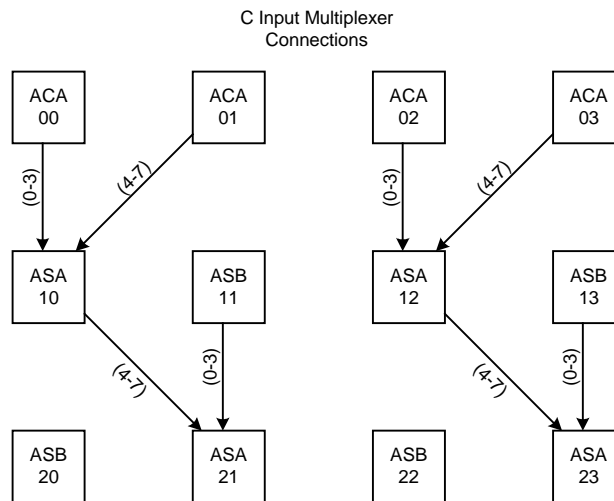 C Input Multiplexer
Connections
ACA
00
ACA
01
ACA
02
ACA
03
(0-3)
(4-7)
(0-3)
(4-7)
ASA
10
ASB
11
ASA
12
ASB
13
(4-7)
(0-3)
(4-7)
(0-3)
ASB
20
ASA
21
ASB
22
ASA
23